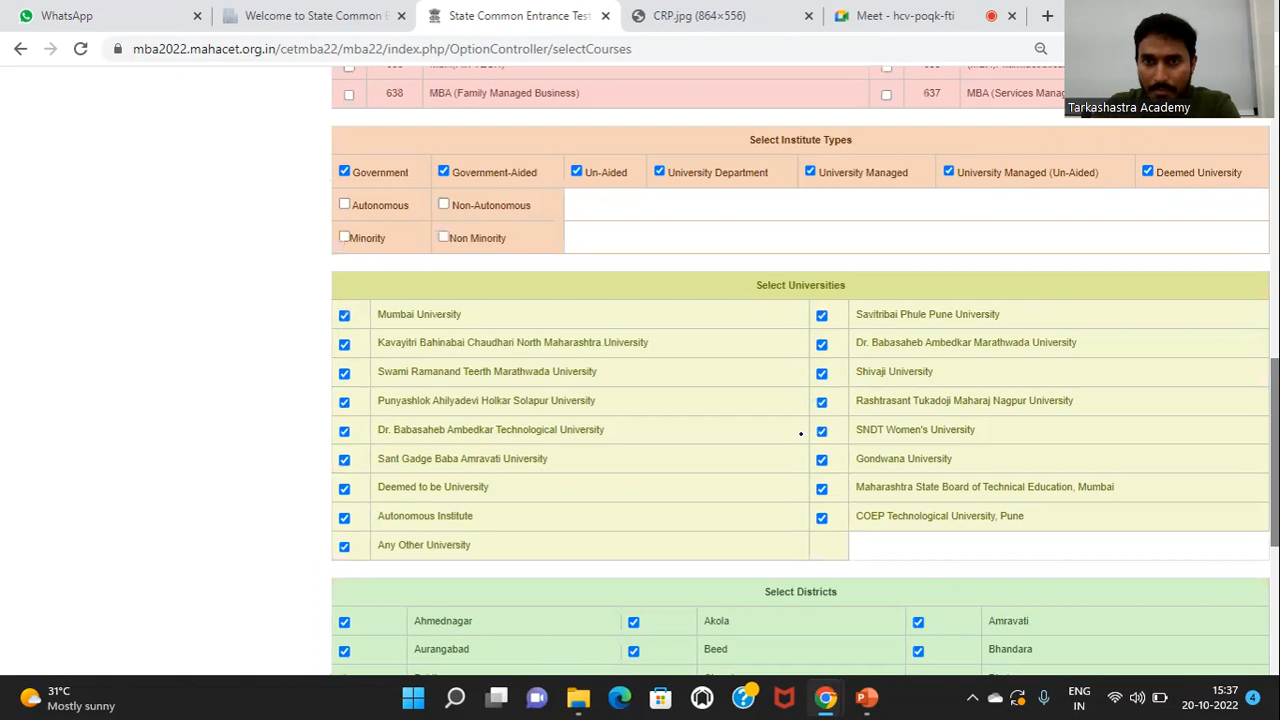 WhatsApp
Welcome to State Common E
State Common Entrance Test
CRP.jpg (864×556)
Meet - hcv-pqqk-fti
mba2022.mahacet.org.in/cetmba22/mba22/index.php/OptionController/selectCourses
Tarkashastra Academy
638 MBA (Family Managed Business)
637 MBA (Services Mana
Select Institute Types
Government
Government-Aided
Un-Aided
University Department
University Managed
University Managed (Un-Aided)
Deemed University
Autonomous
Non-Autonomous
Minority
Non Minority
Select Universities
Mumbai University
Savitribai Phule Pune University
Kavayitri Bahinabai Chaudhari North Maharashtra University
Dr. Babasaheb Ambedkar Marathwada University
Swami Ramanand Teerth Marathwada University
Shivaji University
Punyashlok Ahilyadevi Holkar Solapur University
Rashtrasant Tukadoji Maharaj Nagpur University
Dr. Babasaheb Ambedkar Technological University
SNDT Women's University
Sant Gadge Baba Amravati University
Gondwana University
Deemed to be University
Maharashtra State Board of Technical Education, Mumbai
Autonomous Institute
COEP Technological University, Pune
Any Other University
Select Districts
Ahmednagar
Akola
Amravati
Aurangabad
Beed
Bhandara
31°C
Mostly sunny
ENG
IN
15:37
20-10-2022
4